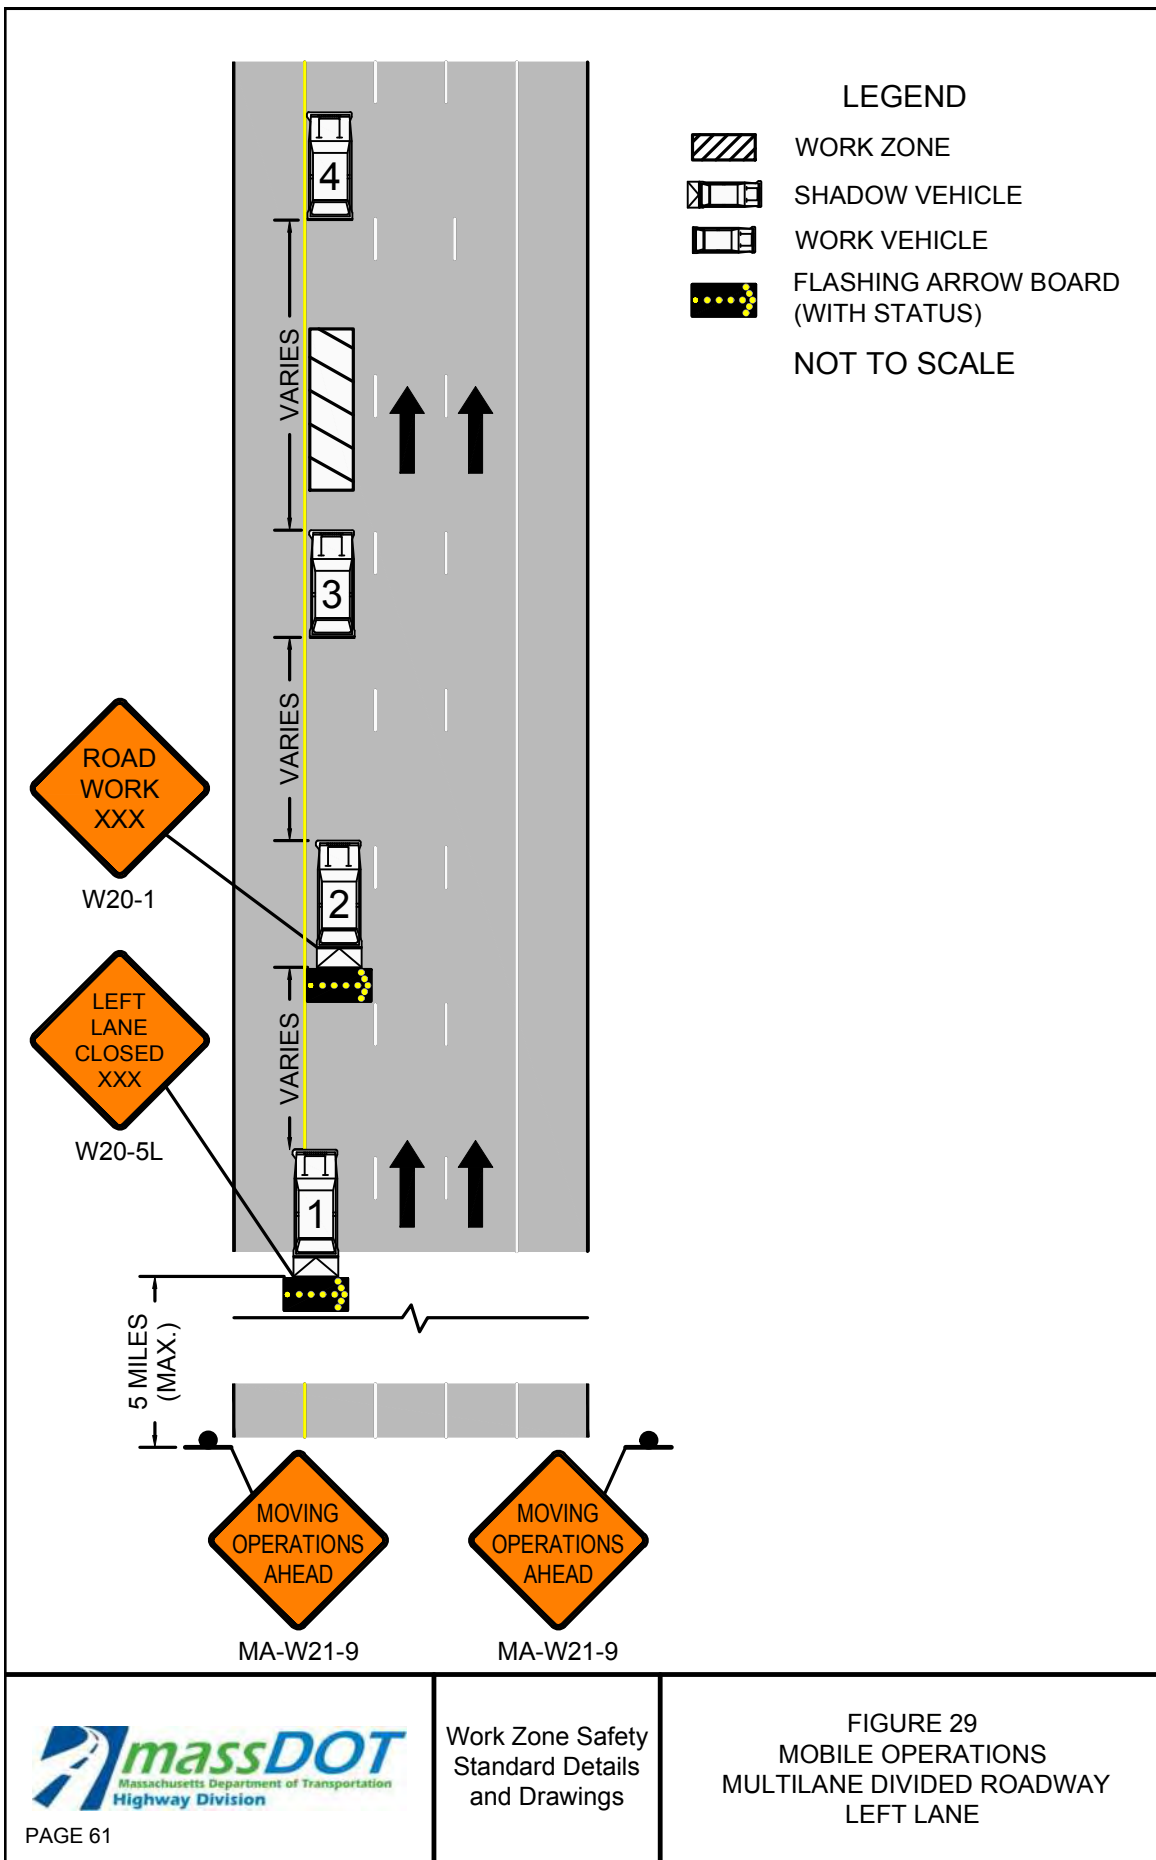 LEGEND
WORK ZONE
SHADOW VEHICLE
WORK VEHICLE
FLASHING ARROW BOARD
(WITH STATUS)
NOT TO SCALE
4
VARIES
3
VARIES
ROAD
WORK
XXX
W20-1
2
LEFT
LANE
CLOSED
XXX
W20-5L
VARIES
1
5 MILES
(MAX.)
MOVING
OPERATIONS
AHEAD
MA-W21-9
MOVING
OPERATIONS
AHEAD
MA-W21-9
massDOT
Massachusetts Department of Transportation
Highway Division
PAGE 61
Work Zone Safety
Standard Details
and Drawings
FIGURE 29
MOBILE OPERATIONS
MULTILANE DIVIDED ROADWAY
LEFT LANE